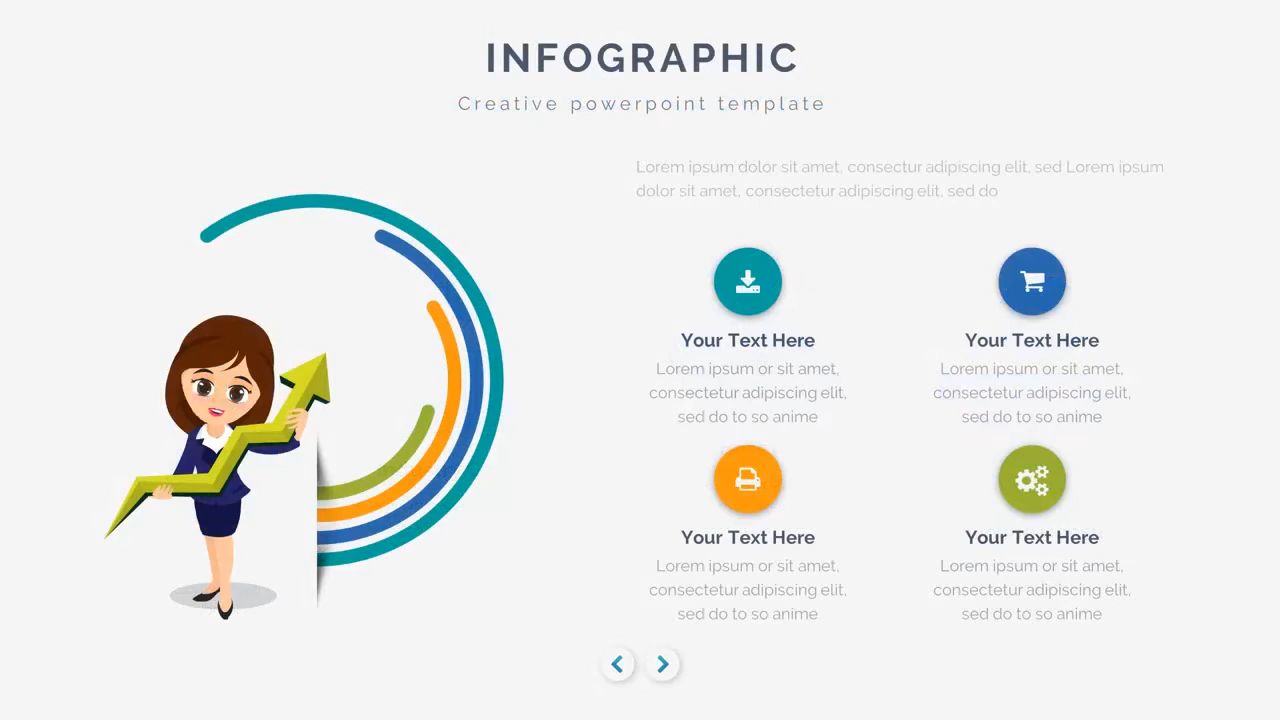 INFOGRAPHIC
Creative powerpoint template
Lorem ipsum dolor sit amet, consectur adipiscing elit, sed Lorem ipsum
dolor sit amet, consectetur adipiscing elit, sed do
Your Text Here
Lorem ipsum or sit amet,
consectetur adipiscing elit,
sed do to so anime
Your Text Here
Lorem ipsum or sit amet,
consectetur adipiscing elit,
sed do to so anime
Your Text Here
Lorem ipsum or sit amet,
consectetur adipiscing elit,
sed do to so anime
Your Text Here
Lorem ipsum or sit amet,
consectetur adipiscing elit,
sed do to so anime